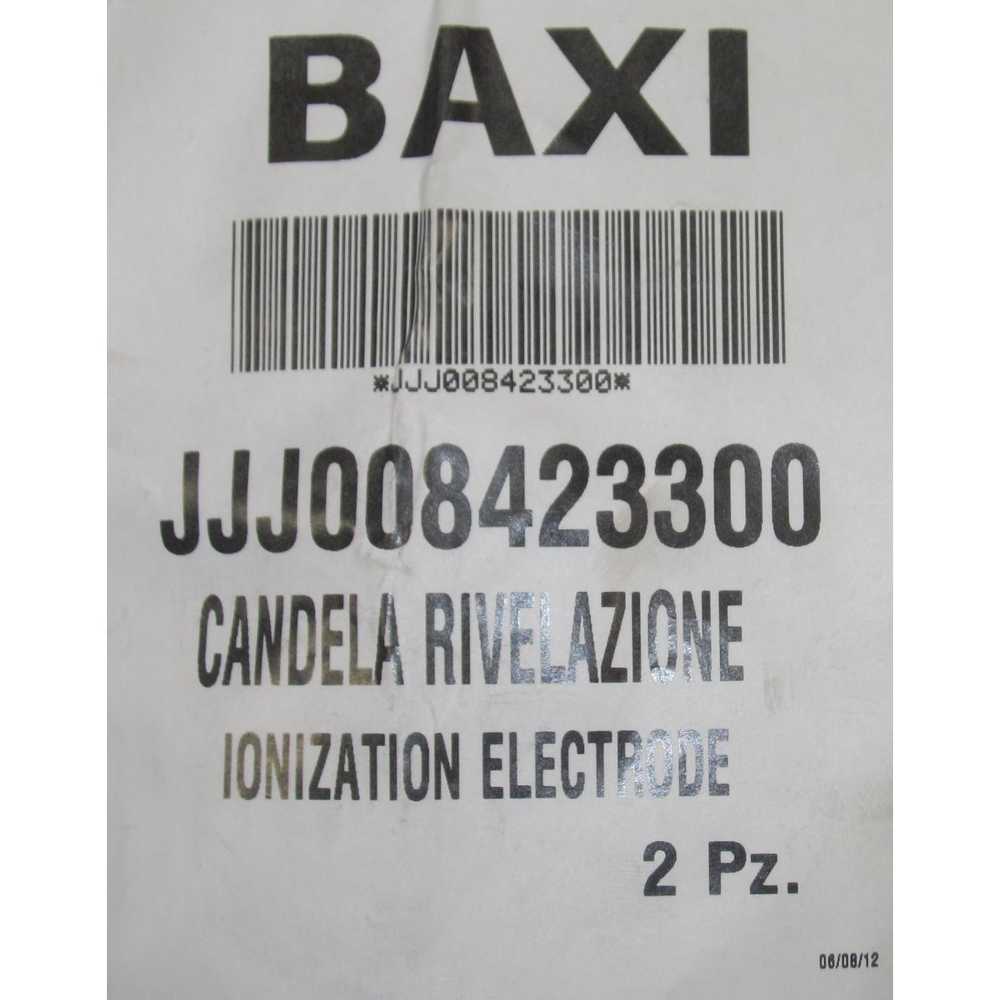 BAXI
*JJJ008423300*
JJJ008423300
CANDELA RIVELAZIONE
IONIZATION ELECTRODE
2 Pz.
06/08/12